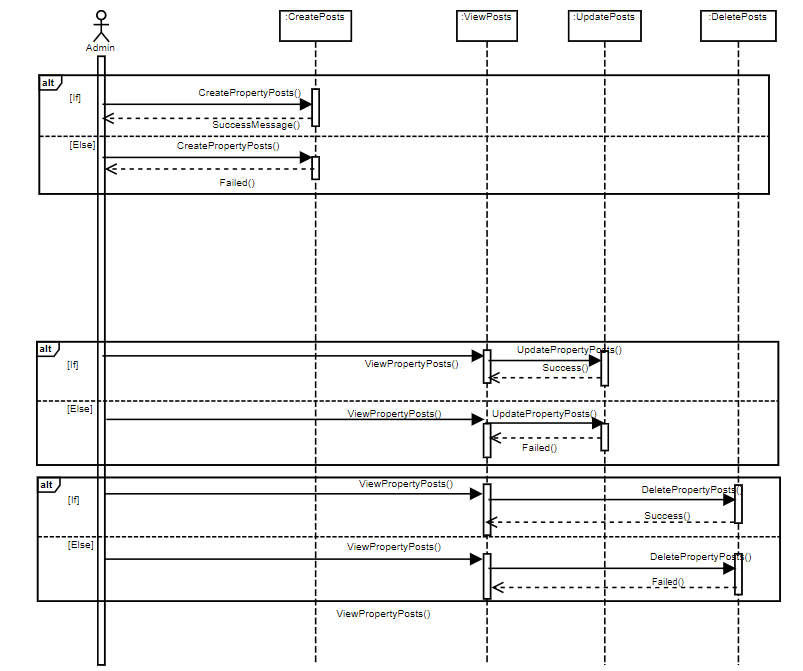 :CreatePosts
:ViewPosts
:UpdatePosts
:DeletePosts
Admin
alt
[If]
CreatePropertyPosts()
SuccessMessage()
[Else]
CreatePropertyPosts()
Failed()
alt
[If]
ViewPropertyPosts()
UpdatePropertyPosts()
Success()
[Else]
ViewPropertyPosts()
UpdatePropertyPosts()
Failed()
alt
[If]
ViewPropertyPosts()
DeletePropertyPosts()
Success()
[Else]
ViewPropertyPosts()
DeletePropertyPosts()
Failed()
ViewPropertyPosts()